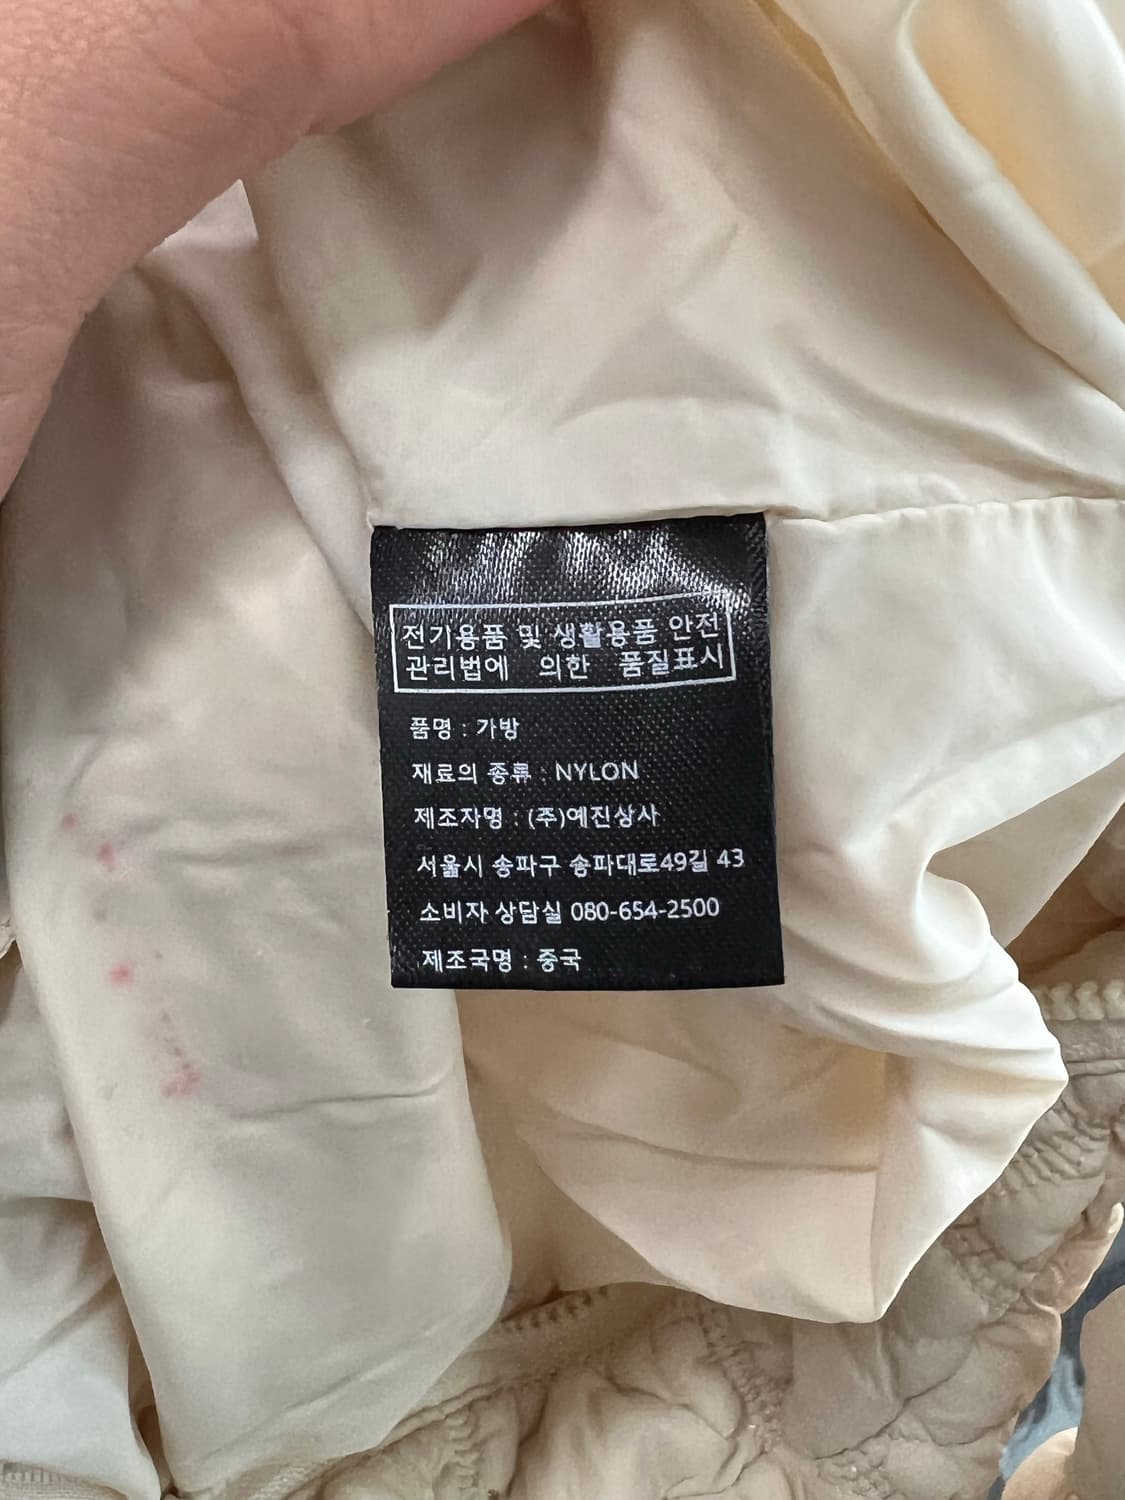 전기용품 및 생활용품 안전
관리법에 의한 품질표시
품명 : 가방
재료의 종류 : NYLON
제조자명 : (주)예진상사
서울시 송파구 송파대로49길 43
소비자 상담실 080-654-2500
제조국명 : 중국